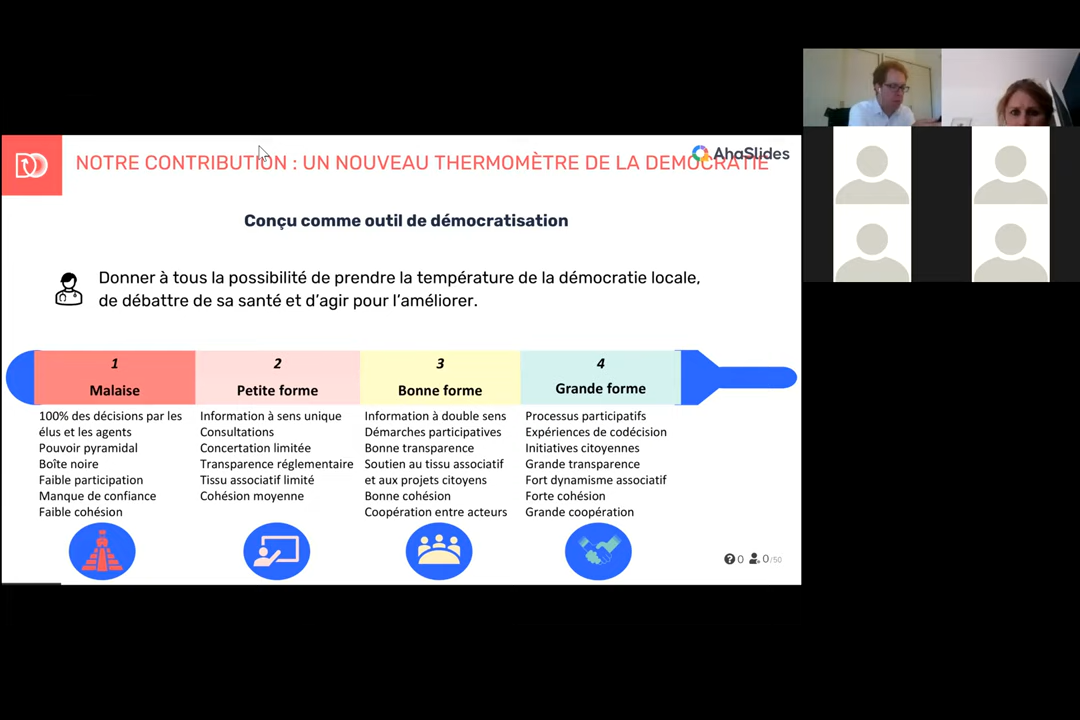 NOTRE CONTRIBUTION : UN NOUVEAU THERMOMÈTRE DE LA DEMOCRATIE
AhaSlides
Conçu comme outil de démocratisation
Donner à tous la possibilité de prendre la température de la démocratie locale,
de débattre de sa santé et d'agir pour l'améliorer.
1
Malaise
100% des décisions par les
élus et les agents
Pouvoir pyramidal
Boîte noire
Faible participation
Manque de confiance
Faible cohésion
2
Petite forme
Information à sens unique
Consultations
Concertation limitée
Transparence réglementaire
Tissu associatif limité
Cohésion moyenne
3
Bonne forme
Information à double sens
Démarches participatives
Bonne transparence
Soutien au tissu associatif
et aux projets citoyens
Bonne cohésion
Coopération entre acteurs
4
Grande forme
Processus participatifs
Expériences de codécision
Initiatives citoyennes
Grande transparence
Fort dynamisme associatif
Forte cohésion
Grande coopération
0 0/50